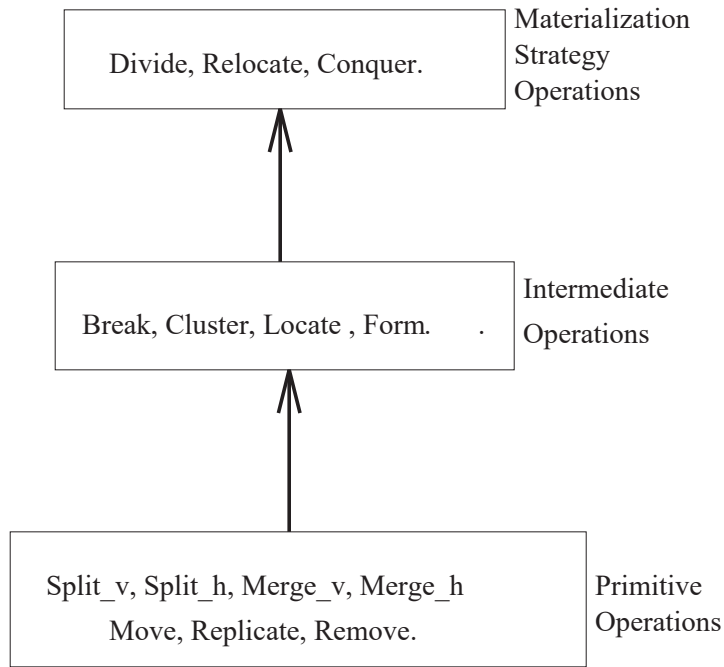 Divide, Relocate, Conquer.
Materialization
Strategy
Operations
Break, Cluster, Locate , Form. .
Intermediate
Operations
Split_v, Split_h, Merge_v, Merge_h
Move, Replicate, Remove.
Primitive
Operations